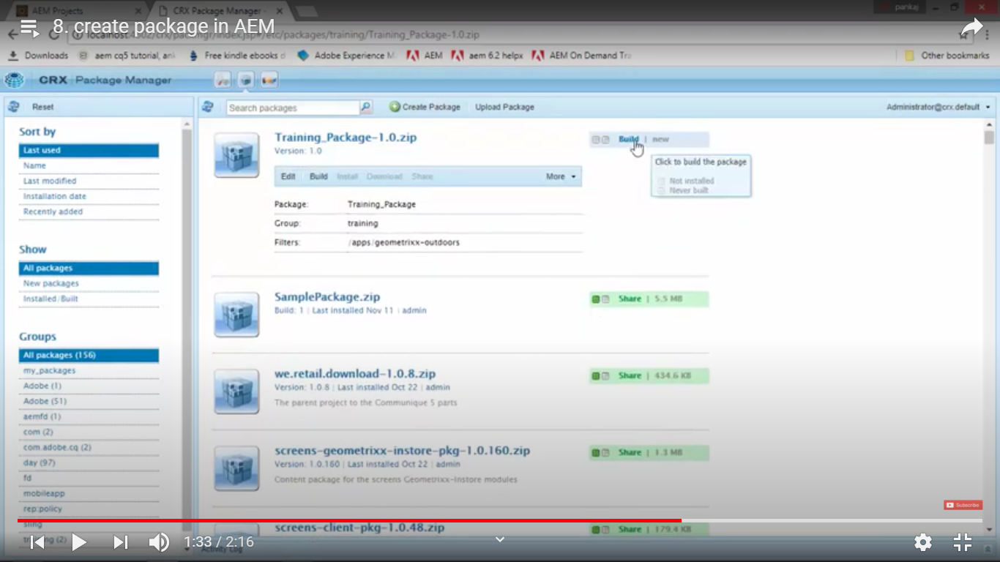 AEM Projects
CRX Package Manager -
pankaj
8. create package in AEM
/etc/packages/training/Training_Package-1.0.zip
Downloads
aem cq5 tutorial, an
Free kindle ebooks
Adobe Experience M
AEM
aem 6.2 helpx
AEM On Demand Tra
Other bookmarks
CRX Package Manager
Reset
Search packages
Create Package
Upload Package
Administrator@crx.default
Sort by
Last used
Name
Last modified
Installation date
Recently added
Show
All packages
New packages
Installed/Built
Groups
All packages (156)
my_packages
Adobe (1)
Adobe (51)
aemfd (1)
com (2)
com.adobe.cq (2)
day (97)
fd
mobileapp
rep:policy
sling
Training_Package-1.0.zip
Version: 1.0
Build | new
Click to build the package
Not installed
Never built
Edit Build Install Download Share More
Package: Training_Package
Group: training
Filters: /apps/geometrixx-outdoors
SamplePackage.zip
Build: 1 | Last installed Nov 11 | admin
Share | 5.5 MB
we.retail.download-1.0.8.zip
Version: 1.0.8 | Last installed Oct 22 | admin
The parent project to the Communique 5 parts
Share | 434.6 KB
screens-geometrixx-instore-pkg-1.0.160.zip
Version: 1.0.160 | Last installed Oct 22 | admin
Content package for the screens Geometrixx-Instore modules
Share | 1.3 MB
screens-client-pkg-1.0.48.zip
Share | 179.4 KB
Subscribe
Activity Log
1:33 / 2:16